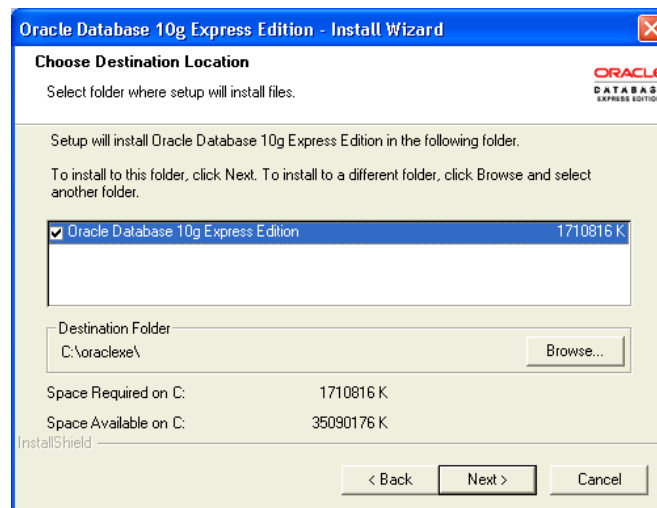 Oracle Database 10g Express Edition - Install Wizard
Choose Destination Location
Select folder where setup will install files.
ORACLE
DATABASE
EXPRESS EDITION
Setup will install Oracle Database 10g Express Edition in the following folder.
To install to this folder, click Next. To install to a different folder, click Browse and select
another folder.
Oracle Database 10g Express Edition 1710816 K
Destination Folder
C:\oraclexe\
Browse...
Space Required on C: 1710816 K
Space Available on C: 35090176 K
InstallShield
< Back Next > Cancel